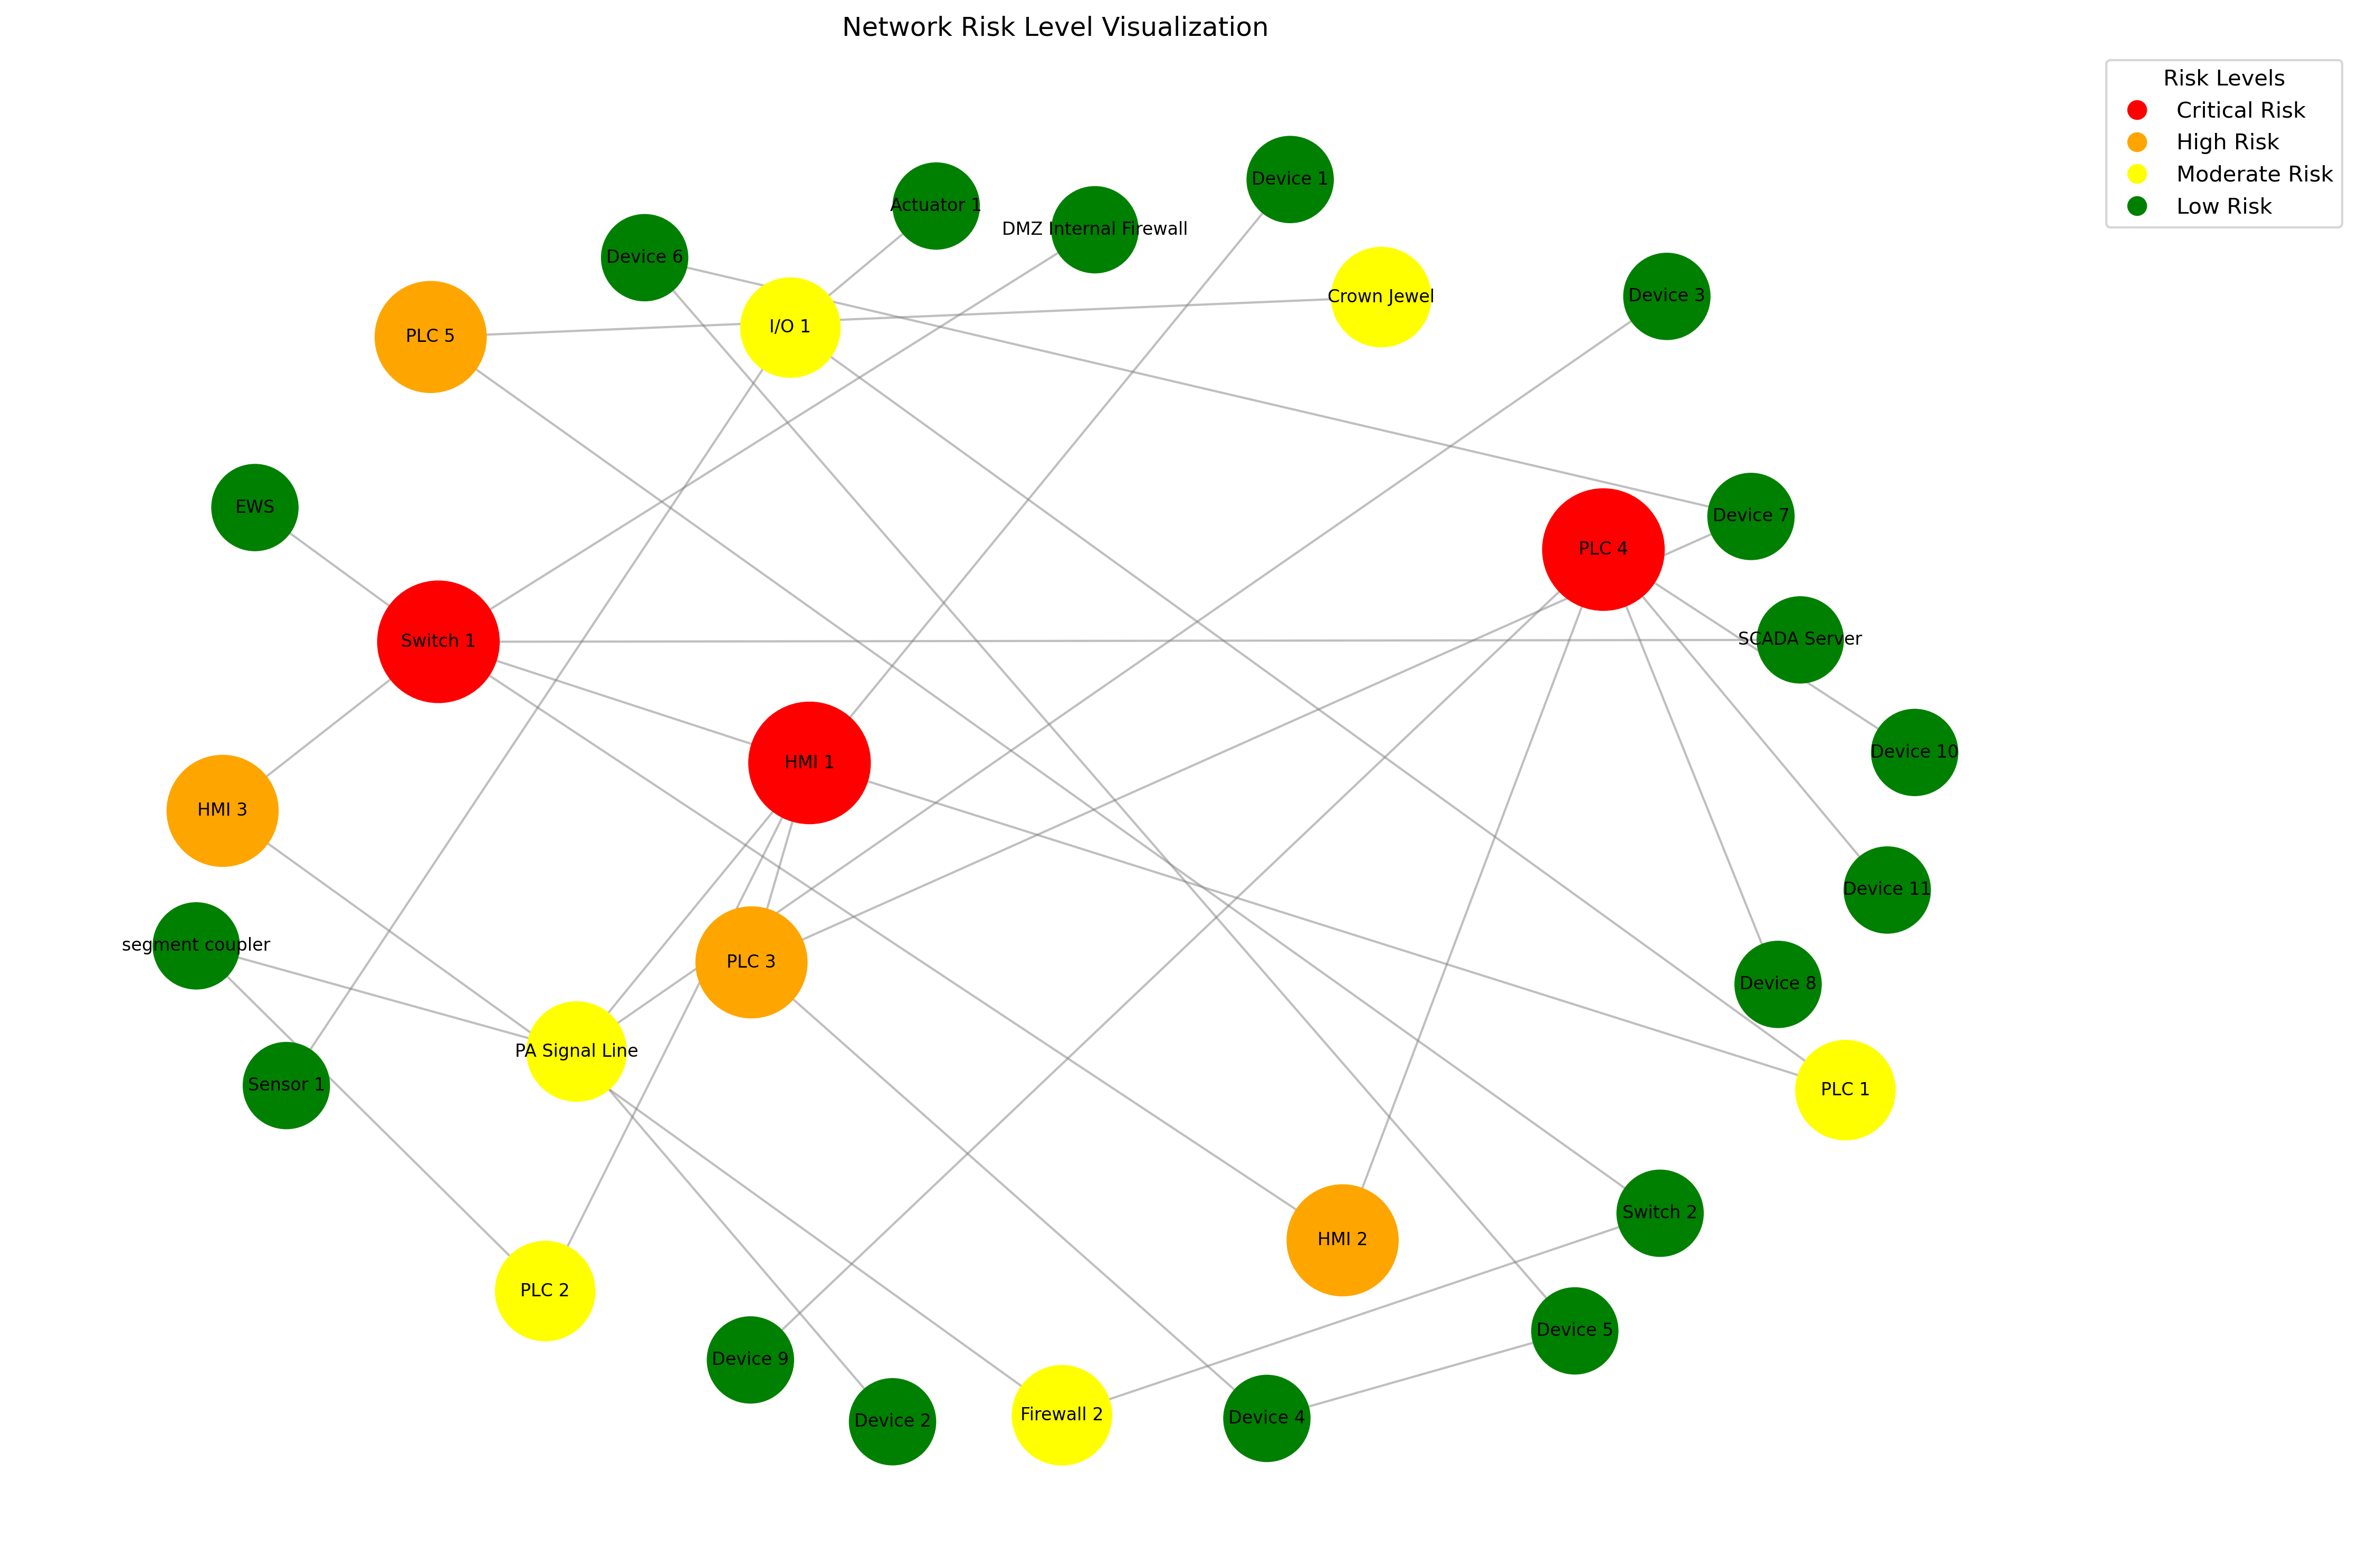 Network Risk Level Visualization
Risk Levels
Critical Risk
High Risk
Moderate Risk
Low Risk
Device 1
Actuator 1
DMZ Internal Firewall
Device 6
Crown Jewel
Device 3
I/O 1
PLC 5
EWS
Device 7
PLC 4
SCADA Server
Switch 1
Device 10
HMI 1
HMI 3
Device 11
segment coupler
PLC 3
Device 8
PA Signal Line
Sensor 1
PLC 1
Switch 2
HMI 2
PLC 2
Device 5
Device 9
Firewall 2
Device 4
Device 2